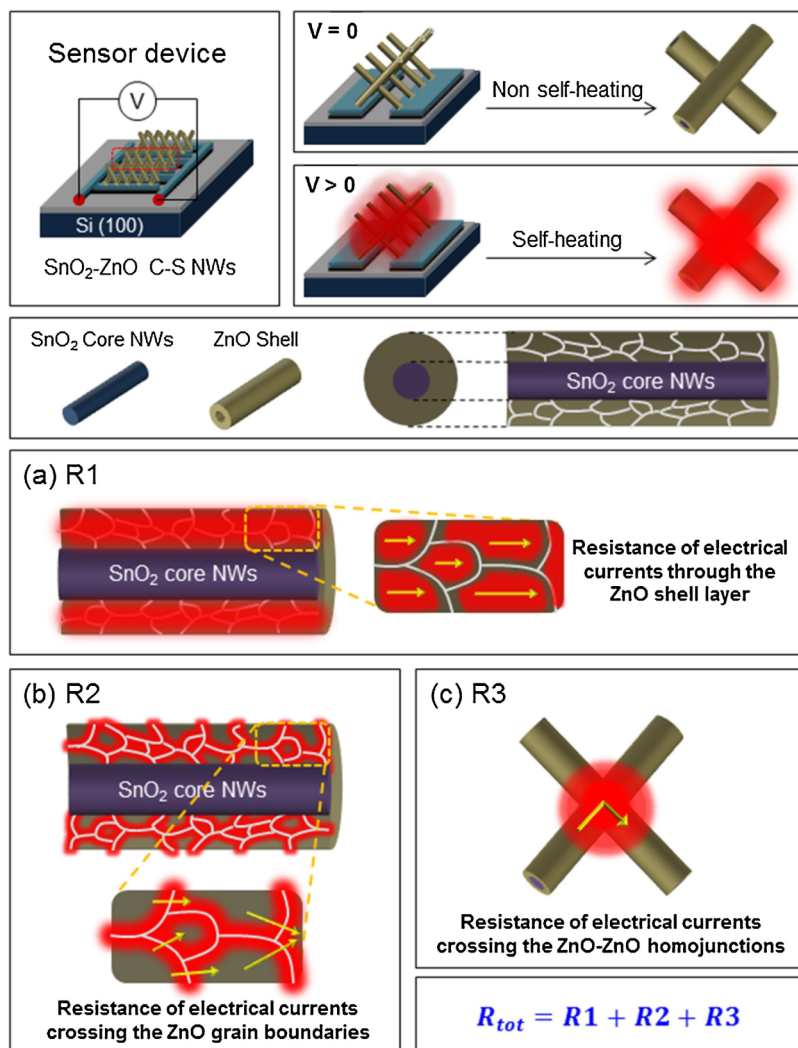 Sensor device
V
Si (100)
SnO₂-ZnO C-S NWs
V = 0
Non self-heating
V > 0
Self-heating
SnO₂ Core NWs
ZnO Shell
SnO₂ core NWs
(a) R1
SnO₂ core NWs
Resistance of electrical
currents through the
ZnO shell layer
(b) R2
SnO₂ core NWs
Resistance of electrical currents
crossing the ZnO grain boundaries
(c) R3
Resistance of electrical currents
crossing the ZnO-ZnO homojunctions
R_tot = R1 + R2 + R3